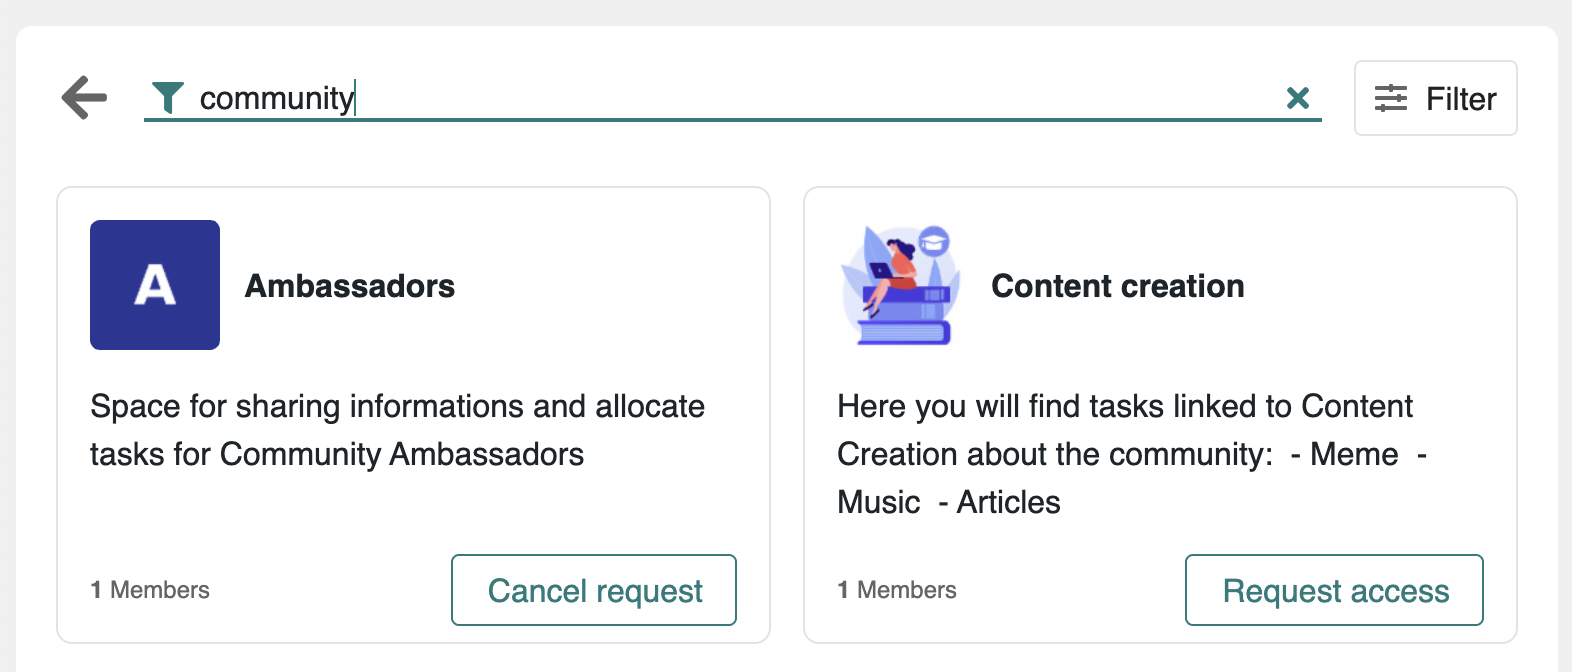 community
Filter
A
Ambassadors
Space for sharing informations and allocate
tasks for Community Ambassadors
1 Members
Cancel request
Content creation
Here you will find tasks linked to Content
Creation about the community:  - Meme  -
Music  - Articles
1 Members
Request access